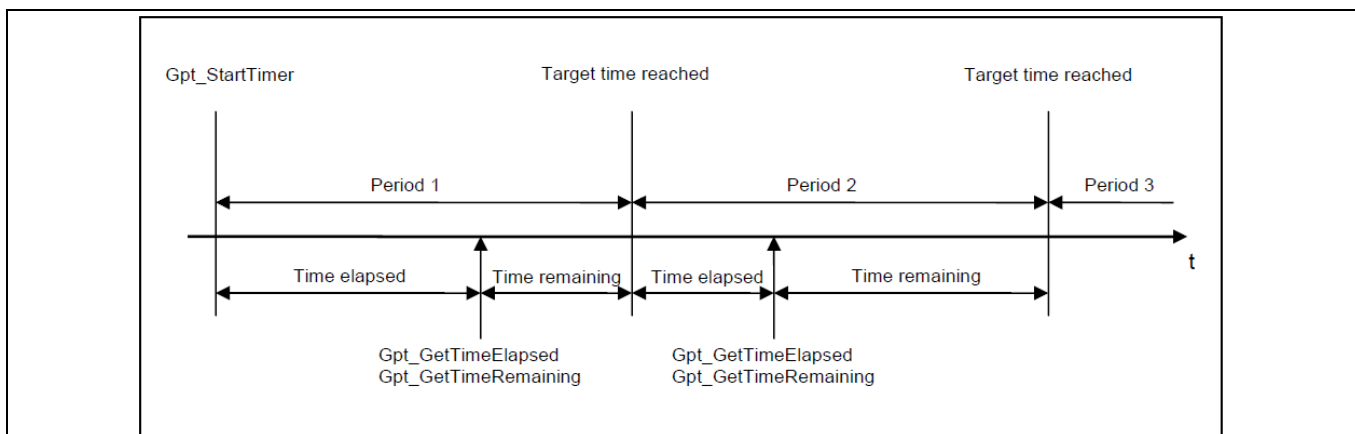 Gpt_StartTimer
Target time reached
Target time reached
Period 1
Period 2
Period 3
t
Time elapsed
Time remaining
Time elapsed
Time remaining
Gpt_GetTimeElapsed
Gpt_GetTimeRemaining
Gpt_GetTimeElapsed
Gpt_GetTimeRemaining